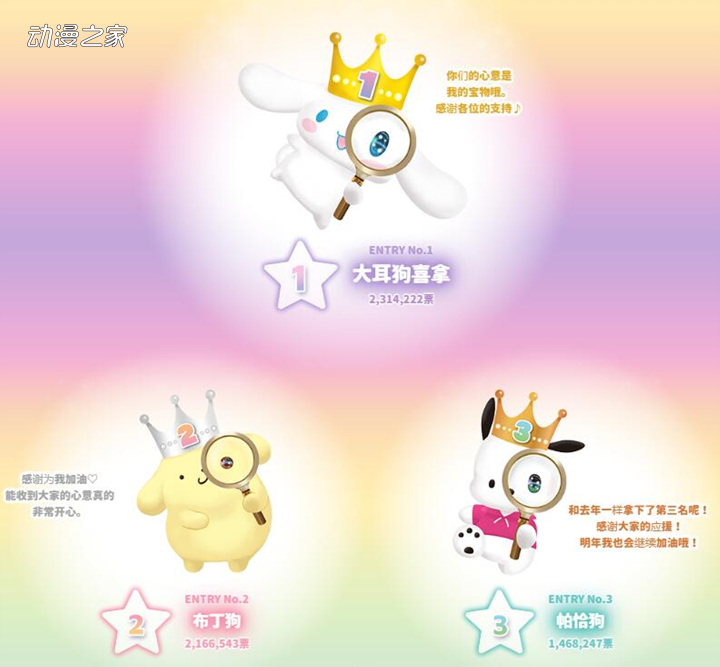 动漫之家
1
你们的心意是
我的宝物哦。
感谢各位的支持♪
ENTRY No.1
1
大耳狗喜拿
2,314,222票
2
感谢为我加油♡
能收到大家的心意真的
非常开心。
ENTRY No.2
2
布丁狗
2,166,543票
3
和去年一样拿下了第三名呢！
感谢大家的应援！
明年我也会继续加油哦！
ENTRY No.3
3
帕恰狗
1,468,247票